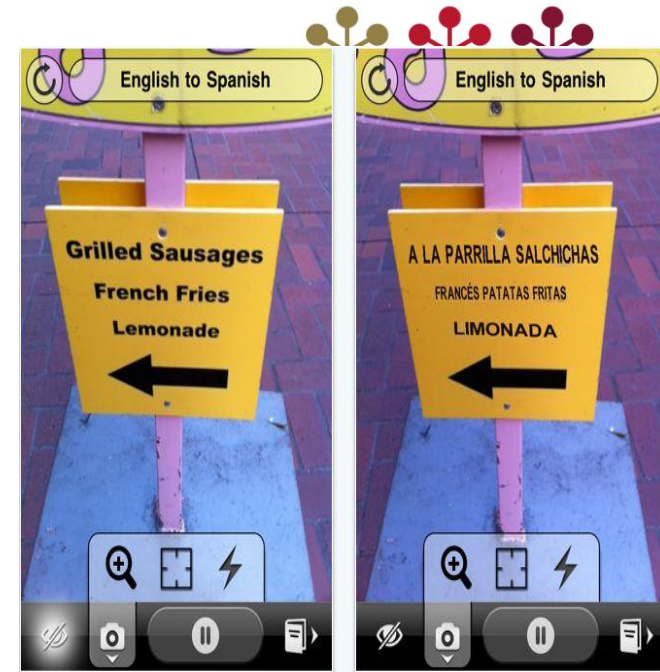 English to Spanish
Grilled Sausages
French Fries
Lemonade
English to Spanish
A LA PARRILLA SALCHICHAS
FRANCÉS PATATAS FRITAS
LIMONADA